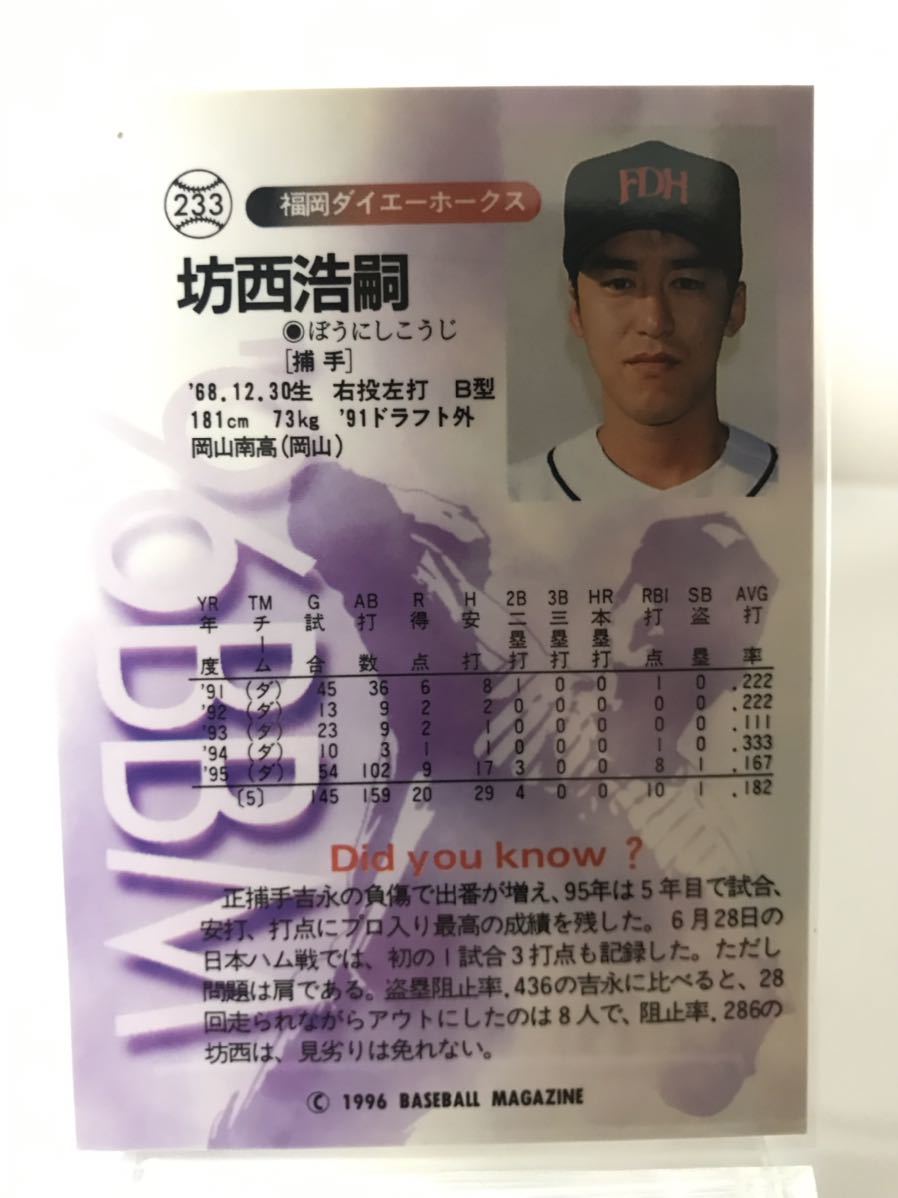 233
福岡ダイエーホークス
FDH
坊西浩嗣
◉ぼうにしこうじ
[捕手]
'68.12.30生 右投左打 B型
181cm 73kg '91ドラフト外
岡山南高(岡山)
'96BBM
YR TM G AB R H 2B 3B HR RBI SB AVG
年度 チーム 試合 打数 得点 安打 二塁打 三塁打 本塁打 打点 盗塁 打率
'91 (ダ) 45 36 6 8 1 0 0 1 0 .222
'92 (ダ) 13 9 2 2 0 0 0 0 0 .222
'93 (ダ) 23 9 2 1 0 0 0 0 0 .111
'94 (ダ) 10 3 1 1 0 0 0 1 0 .333
'95 (ダ) 54 102 9 17 3 0 0 8 1 .167
〔5〕 145 159 20 29 4 0 0 10 1 .182
Did you know ?
正捕手吉永の負傷で出番が増え、95年は5年目で試合、
安打、打点にプロ入り最高の成績を残した。6月28日の
日本ハム戦では、初の1試合3打点も記録した。ただし
問題は肩である。盗塁阻止率.436の吉永に比べると、28
回走られながらアウトにしたのは8人で、阻止率.286の
坊西は、見劣りは免れない。
© 1996 BASEBALL MAGAZINE